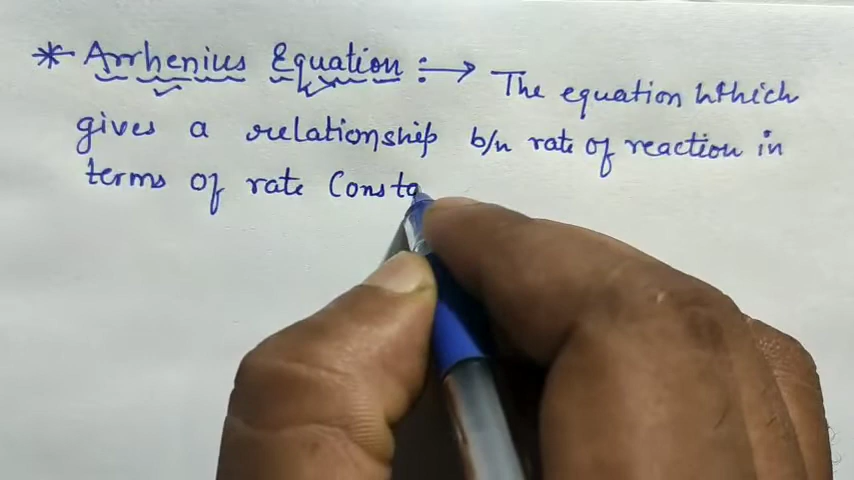 * Arrhenius Equation :→ The equation which
gives a relationship b/n rate of reaction in
terms of rate Consta